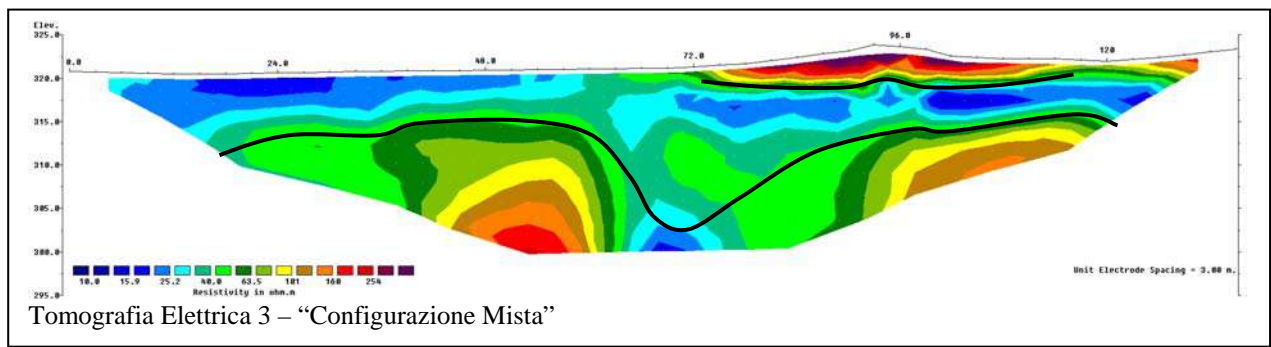 Elev.
325.0
0.0 24.0 48.0 72.0 96.0 120
320.0
315.0
310.0
305.0
300.0
10.0 15.9 25.2 40.0 63.5 101 160 254
Resistivity in ohm.m
Unit Electrode Spacing = 3.00 m.
295.0
Tomografia Elettrica 3 – “Configurazione Mista”